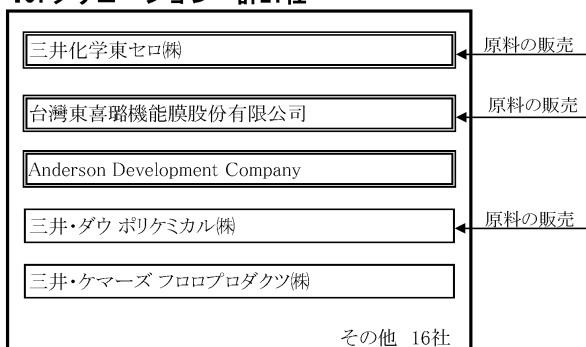 三井化学東セロ㈱
原料の販売
台灣東喜璐機能膜股份有限公司
原料の販売
Anderson Development Company
三井・ダウ ポリケミカル㈱
原料の販売
三井・ケマーズ フロロプロダクツ㈱
その他 16社